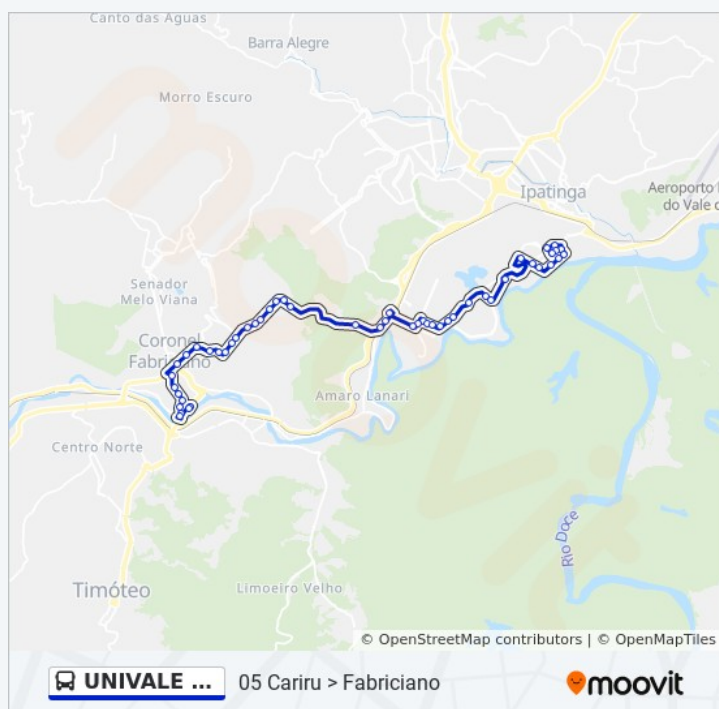 Canto das Águas
Barra Alegre
Morro Escuro
Ipatinga
Aeroporto
do Vale
Senador
Melo Viana
Coronel
Fabriciano
Amaro Lanari
Centro Norte
Rio Doce
Timóteo
Limoeiro Velho
© OpenStreetMap contributors | © OpenMapTiles
UNIVALE ...
05 Cariru > Fabriciano
moovit